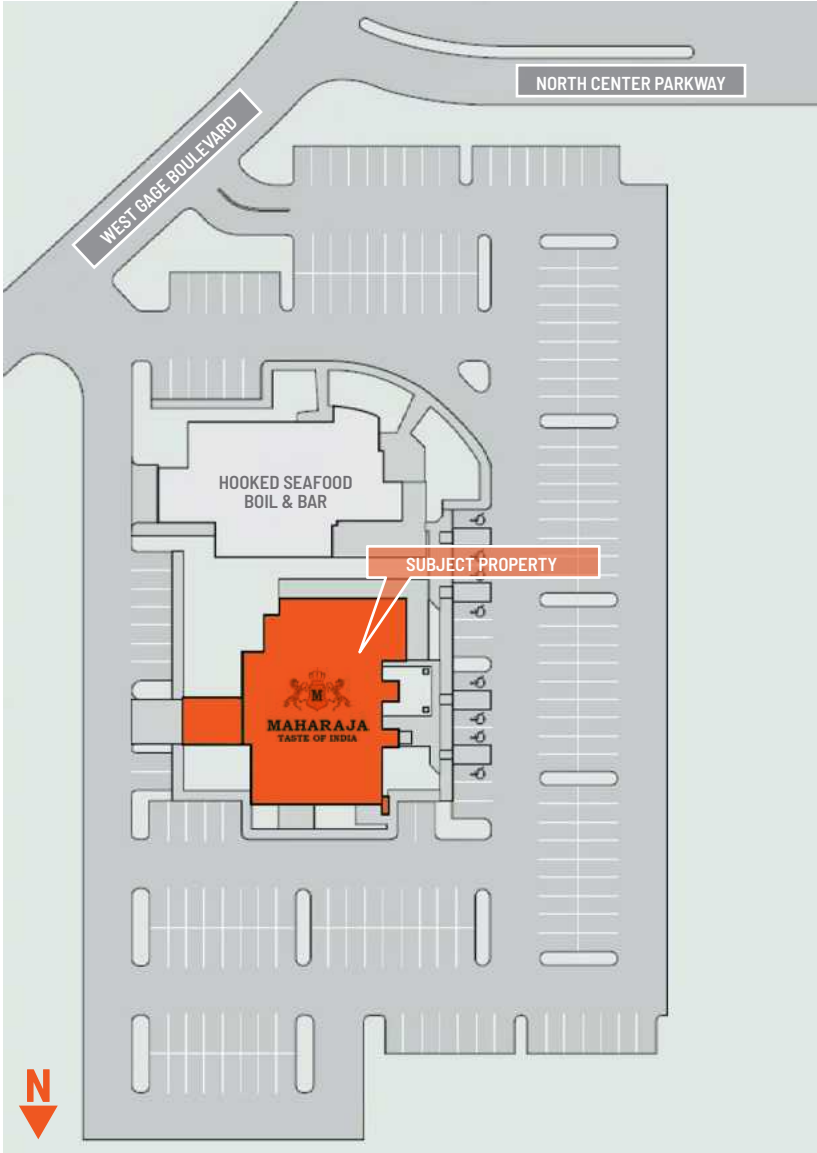 NORTH CENTER PARKWAY
WEST GAGE BOULEVARD
HOOKED SEAFOOD
BOIL & BAR
SUBJECT PROPERTY
M
MAHARAJA
TASTE OF INDIA
N